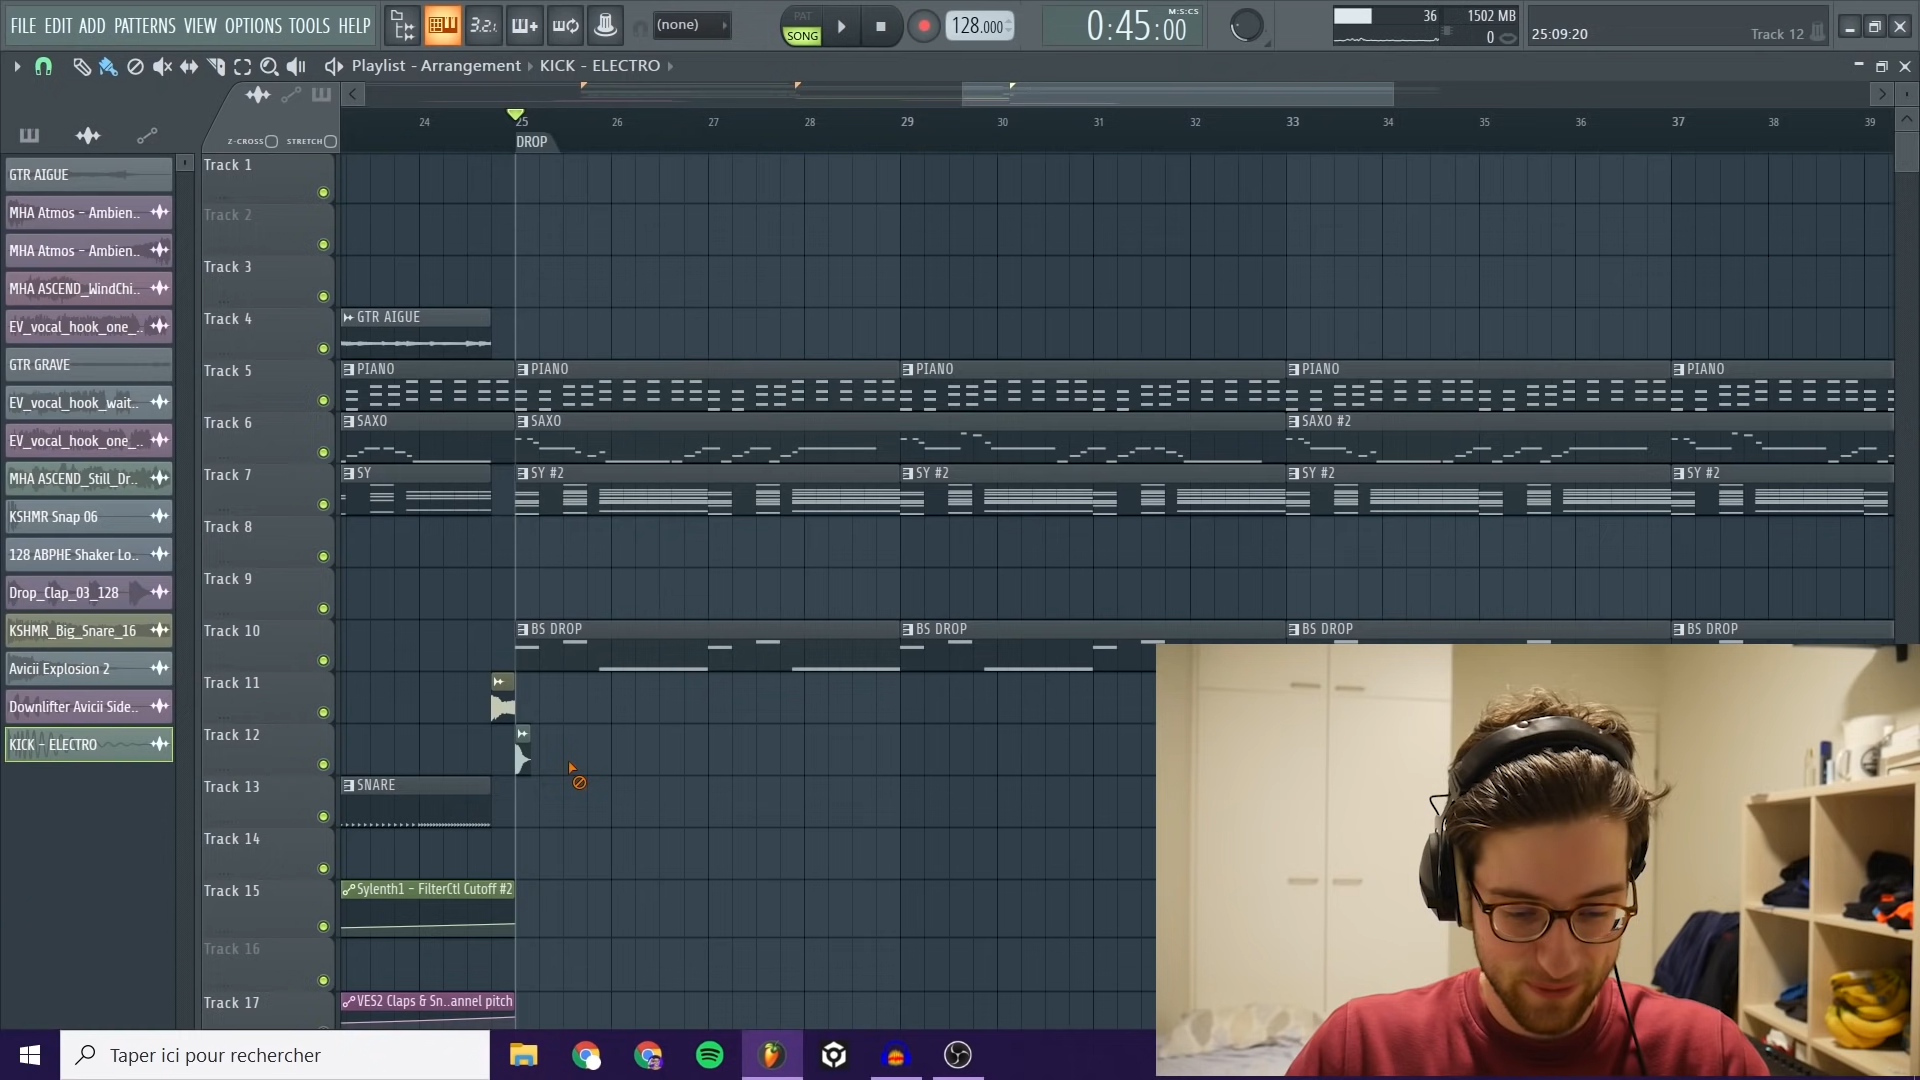 FILE EDIT ADD PATTERNS VIEW OPTIONS TOOLS HELP
3.2.
(none)
PAT
SONG
128.000
0:45:00
M:S:CS
36
1502 MB
0
25:09:20
Track 12
Playlist - Arrangement
KICK - ELECTRO
Z-CROSS
STRETCH
24
25
26
27
28
29
30
31
32
33
34
35
36
37
38
39
DROP
GTR AIGUE
MHA Atmos - Ambien..
MHA Atmos - Ambien..
MHA ASCEND_WindChi..
EV_vocal_hook_one_..
GTR GRAVE
EV_vocal_hook_wait..
EV_vocal_hook_one_..
MHA ASCEND_Still_Dr..
KSHMR Snap 06
128 ABPHE Shaker Lo..
Drop_Clap_03_128
KSHMR_Big_Snare_16
Avicii Explosion 2
Downlifter Avicii Side..
KICK - ELECTRO
Track 1
Track 2
Track 3
Track 4
GTR AIGUE
Track 5
PIANO
PIANO
PIANO
PIANO
PIANO
Track 6
SAXO
SAXO
SAXO #2
Track 7
SY
SY #2
SY #2
SY #2
SY #2
Track 8
Track 9
Track 10
BS DROP
BS DROP
BS DROP
BS DROP
Track 11
Track 12
Track 13
SNARE
Track 14
Track 15
Sylenth1 - FilterCtl Cutoff #2
Track 16
Track 17
VES2 Claps & Sn..annel pitch
Taper ici pour rechercher